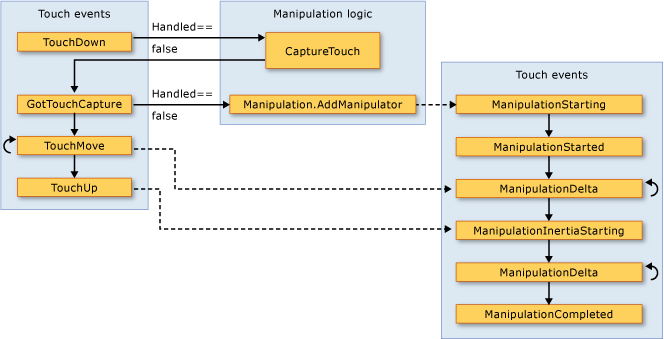 Touch events
TouchDown
GotTouchCapture
TouchMove
TouchUp
Handled==
false
Handled==
false
Manipulation logic
CaptureTouch
Manipulation.AddManipulator
Touch events
ManipulationStarting
ManipulationStarted
ManipulationDelta
ManipulationInertiaStarting
ManipulationDelta
ManipulationCompleted